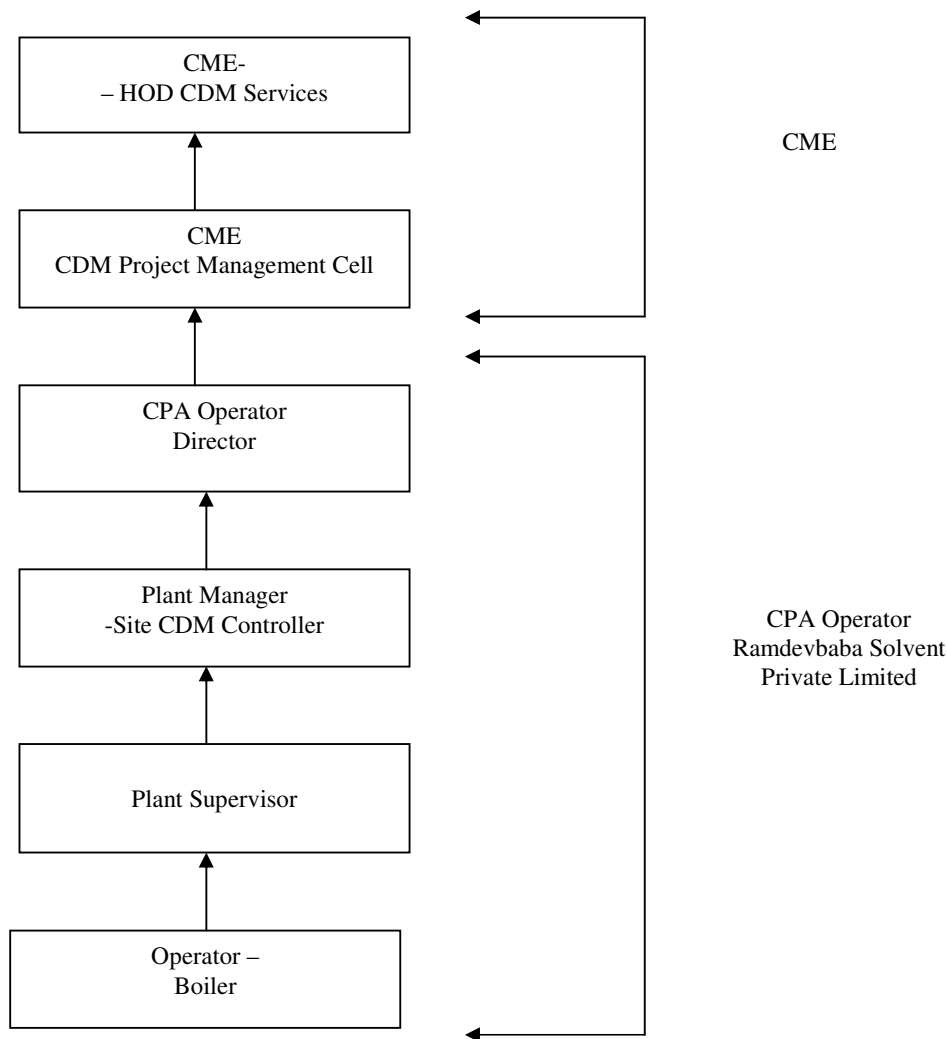 CME-
– HOD CDM Services
CME
CME
CDM Project Management Cell
CPA Operator
Director
Plant Manager
-Site CDM Controller
CPA Operator
Ramdevbaba Solvent
Private Limited
Plant Supervisor
Operator –
Boiler